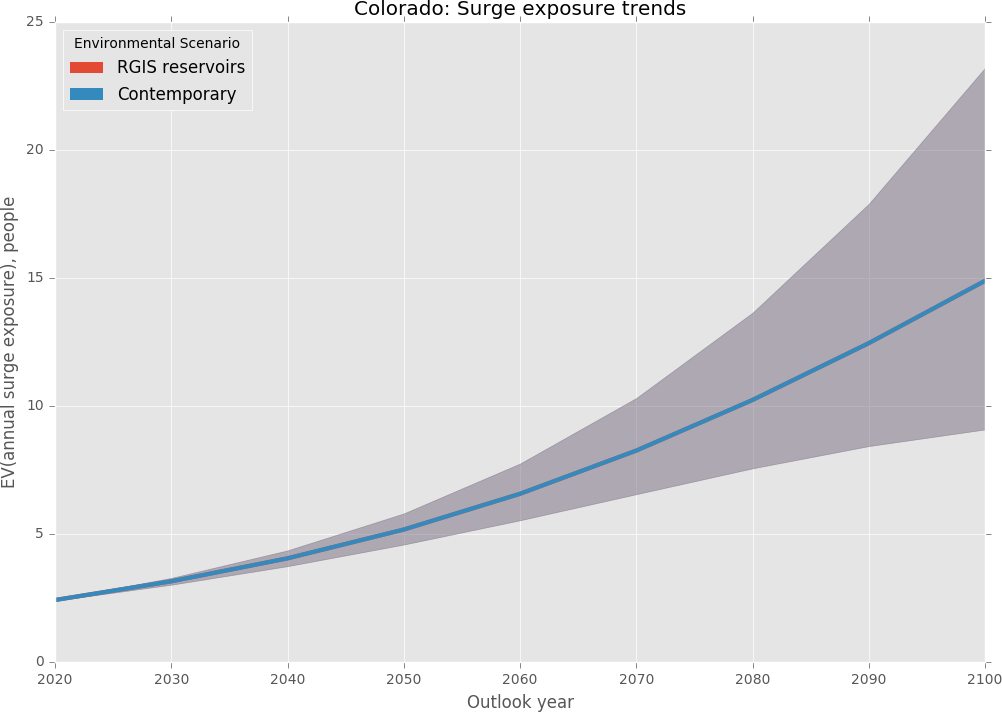 Colorado: Surge exposure trends
Environmental Scenario
RGIS reservoirs
Contemporary
EV(annual surge exposure), people
25
20
15
10
5
0
2020 2030 2040 2050 2060 2070 2080 2090 2100
Outlook year